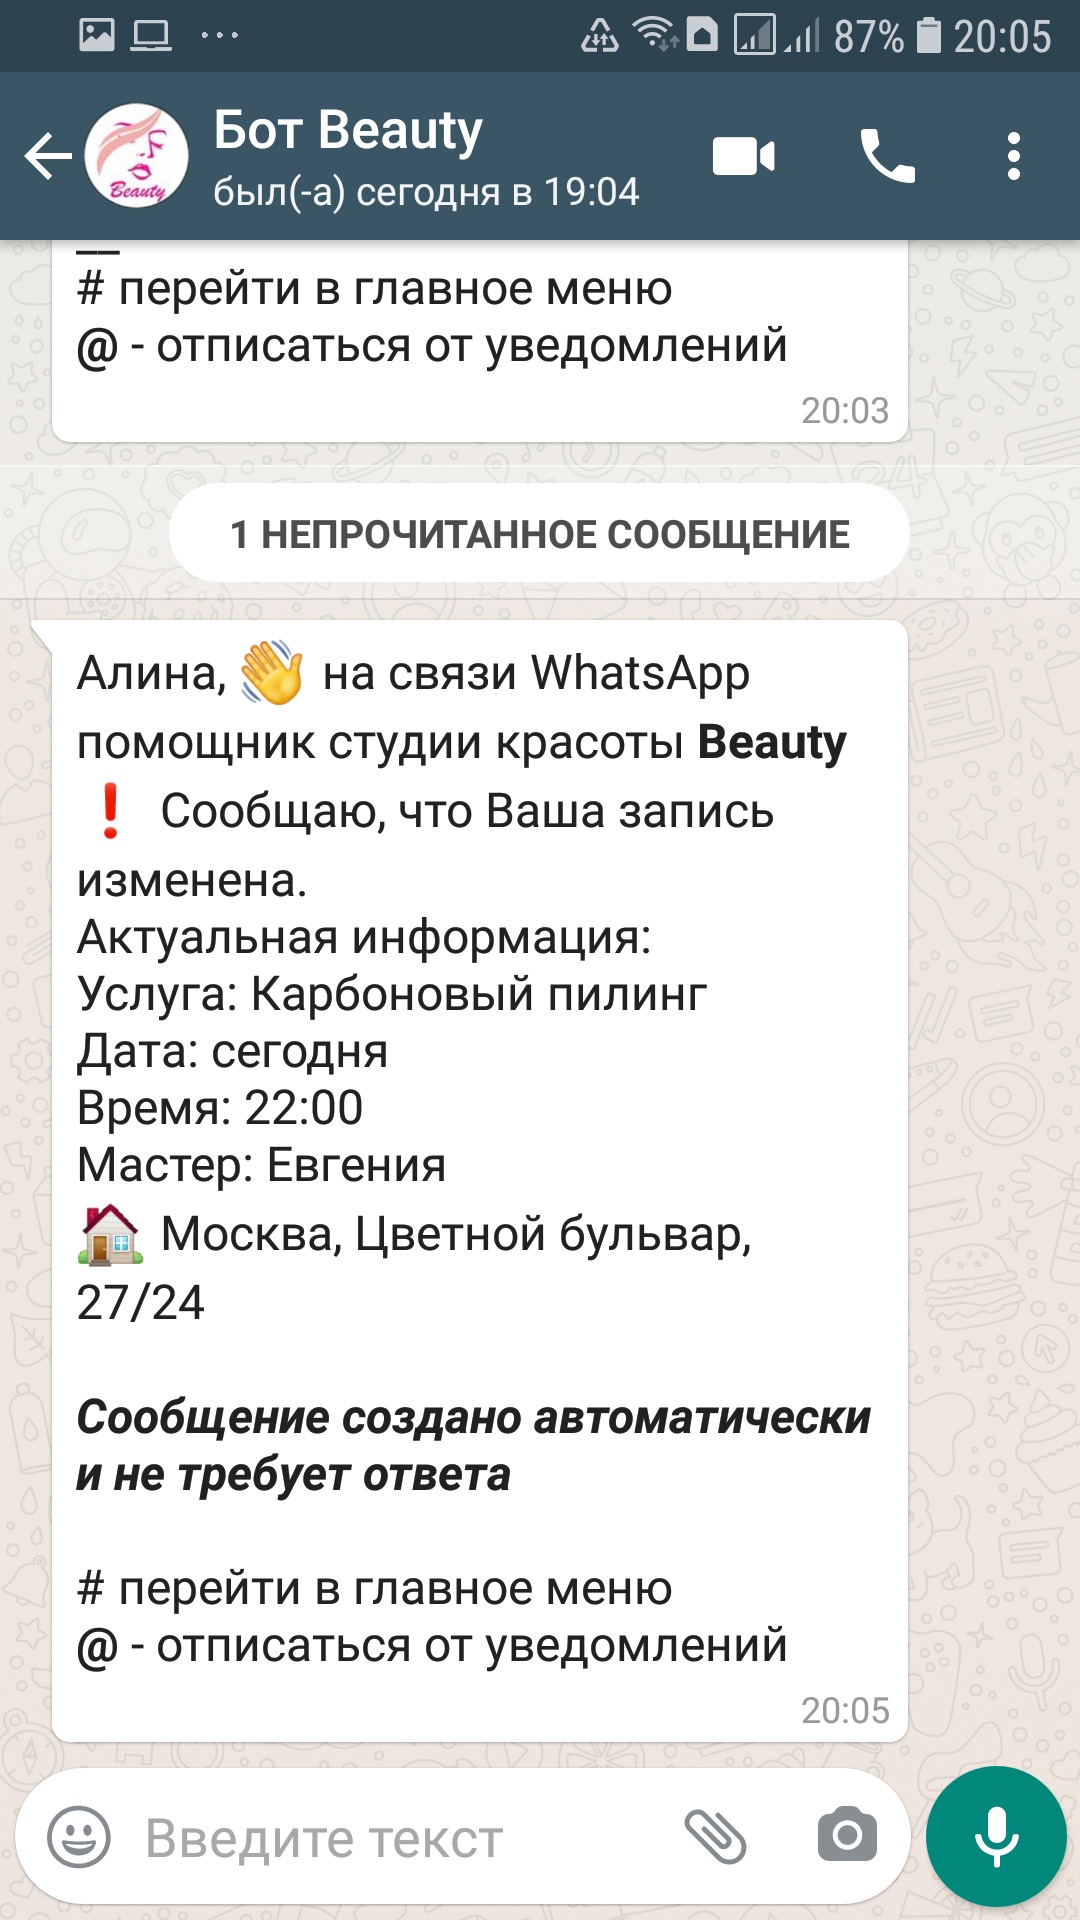 87% 20:05
Бот Beauty
был(-а) сегодня в 19:04
Beauty
__
# перейти в главное меню
@ - отписаться от уведомлений
20:03
1 НЕПРОЧИТАННОЕ СООБЩЕНИЕ
Алина, 👋 на связи WhatsApp
помощник студии красоты Beauty
❗ Сообщаю, что Ваша запись
изменена.
Актуальная информация:
Услуга: Карбоновый пилинг
Дата: сегодня
Время: 22:00
Мастер: Евгения
🏠 Москва, Цветной бульвар,
27/24
Сообщение создано автоматически
и не требует ответа
# перейти в главное меню
@ - отписаться от уведомлений
20:05
Введите текст